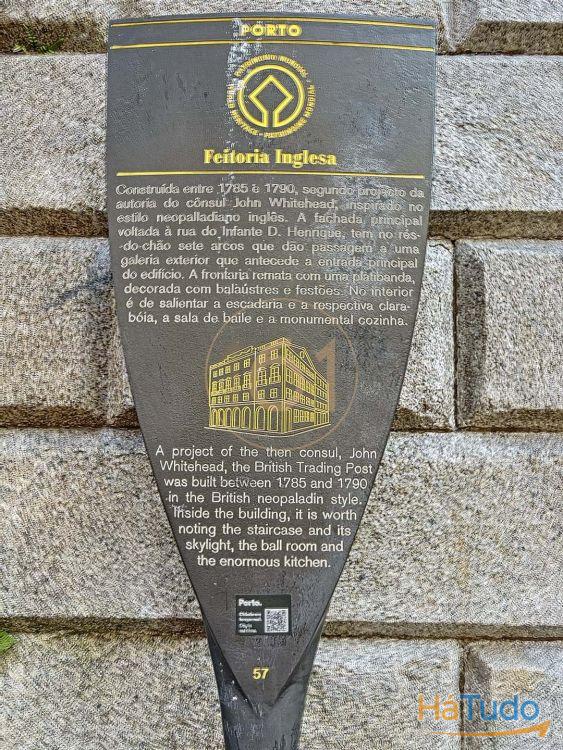 PORTO
WORLD HERITAGE • PATRIMOINE MONDIAL
Feitoria Inglesa
Construída entre 1785 e 1790, segundo projecto da
autoria do cônsul John Whitehead, inspirado no
estilo neopalladiano inglês. A fachada principal
voltada à rua do Infante D. Henrique, tem no rés-
do-chão sete arcos que dão passagem a uma
galeria exterior que antecede a entrada principal
do edifício. A frontaria remata com uma platibanda,
decorada com balaústres e festões. No interior
é de salientar a escadaria e a respectiva clara-
bóia, a sala de baile e a monumental cozinha.
A project of the then consul, John
Whitehead, the British Trading Post
was built between 1785 and 1790
in the British neopaladin style.
Inside the building, it is worth
noting the staircase and its
skylight, the ball room and
the enormous kitchen.
Porto.
57
HáTudo